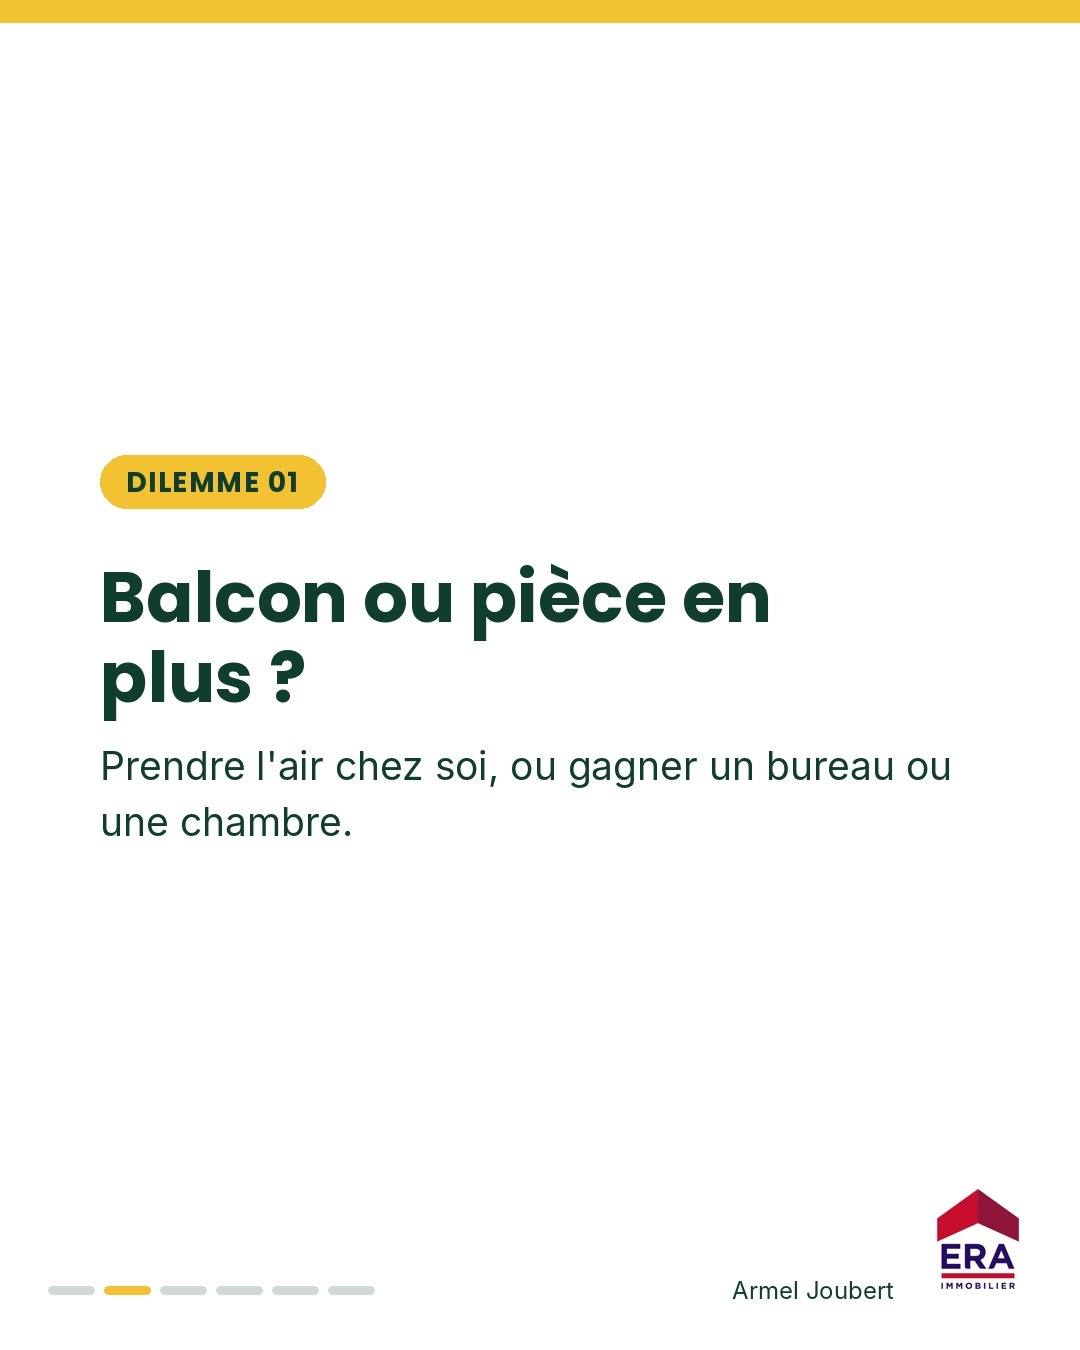 DILEMME 01
Balcon ou pièce en
plus ?
Prendre l'air chez soi, ou gagner un bureau ou
une chambre.
Armel Joubert
ERA
IMMOBILIER